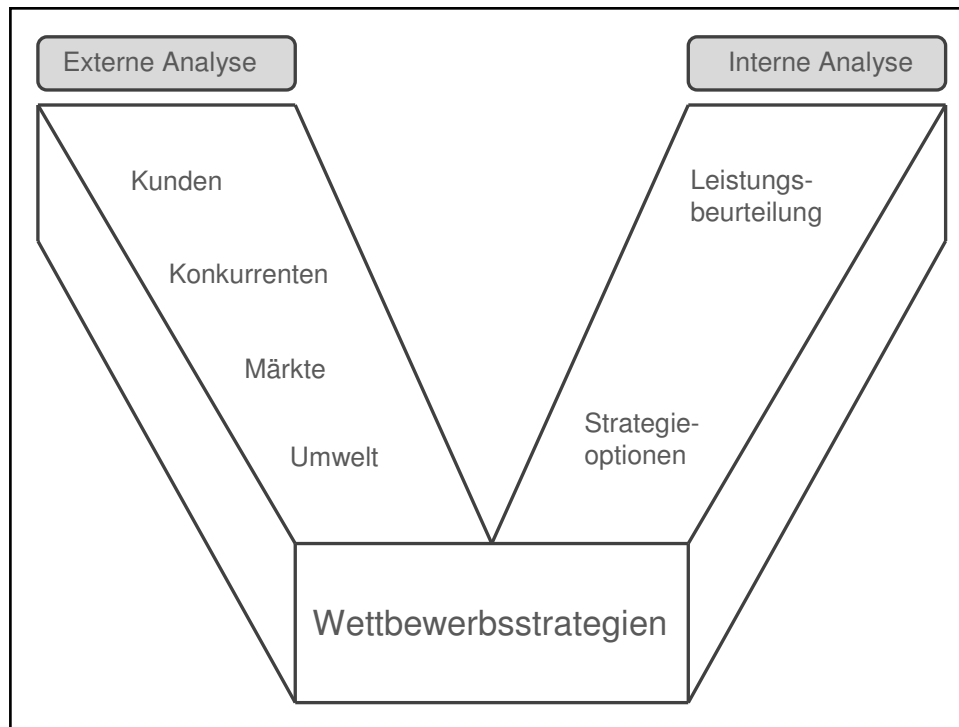 Externe Analyse
Interne Analyse
Kunden
Konkurrenten
Märkte
Umwelt
Leistungs-
beurteilung
Strategie-
optionen
Wettbewerbsstrategien